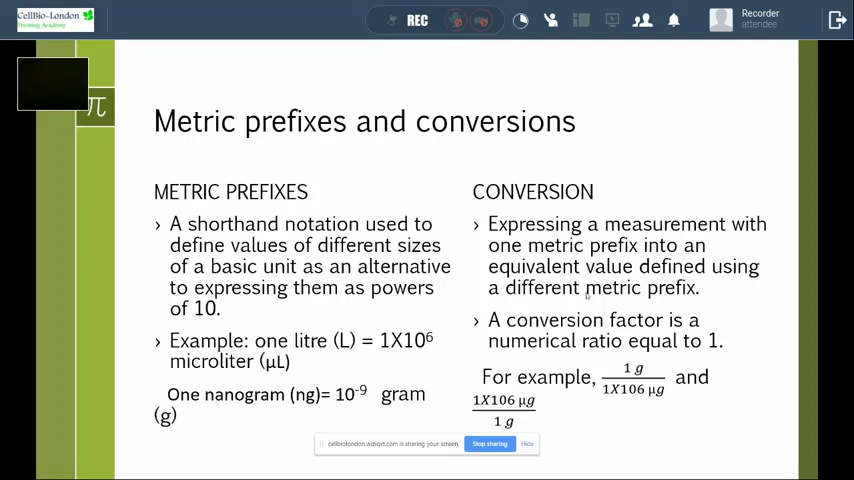 CellBio-London
Training Academy
REC
Recorder
attendee
π
Metric prefixes and conversions
METRIC PREFIXES
› A shorthand notation used to
define values of different sizes
of a basic unit as an alternative
to expressing them as powers
of 10.
› Example: one litre (L) = 1X10⁶
microliter (µL)
One nanogram (ng)= 10⁻⁹ gram
(g)
CONVERSION
› Expressing a measurement with
one metric prefix into an
equivalent value defined using
a different metric prefix.
› A conversion factor is a
numerical ratio equal to 1.
For example, 1 g / 1X106 µg and
1X106 µg / 1 g
cellbiolondon.wiziqxt.com is sharing your screen. Stop sharing Hide